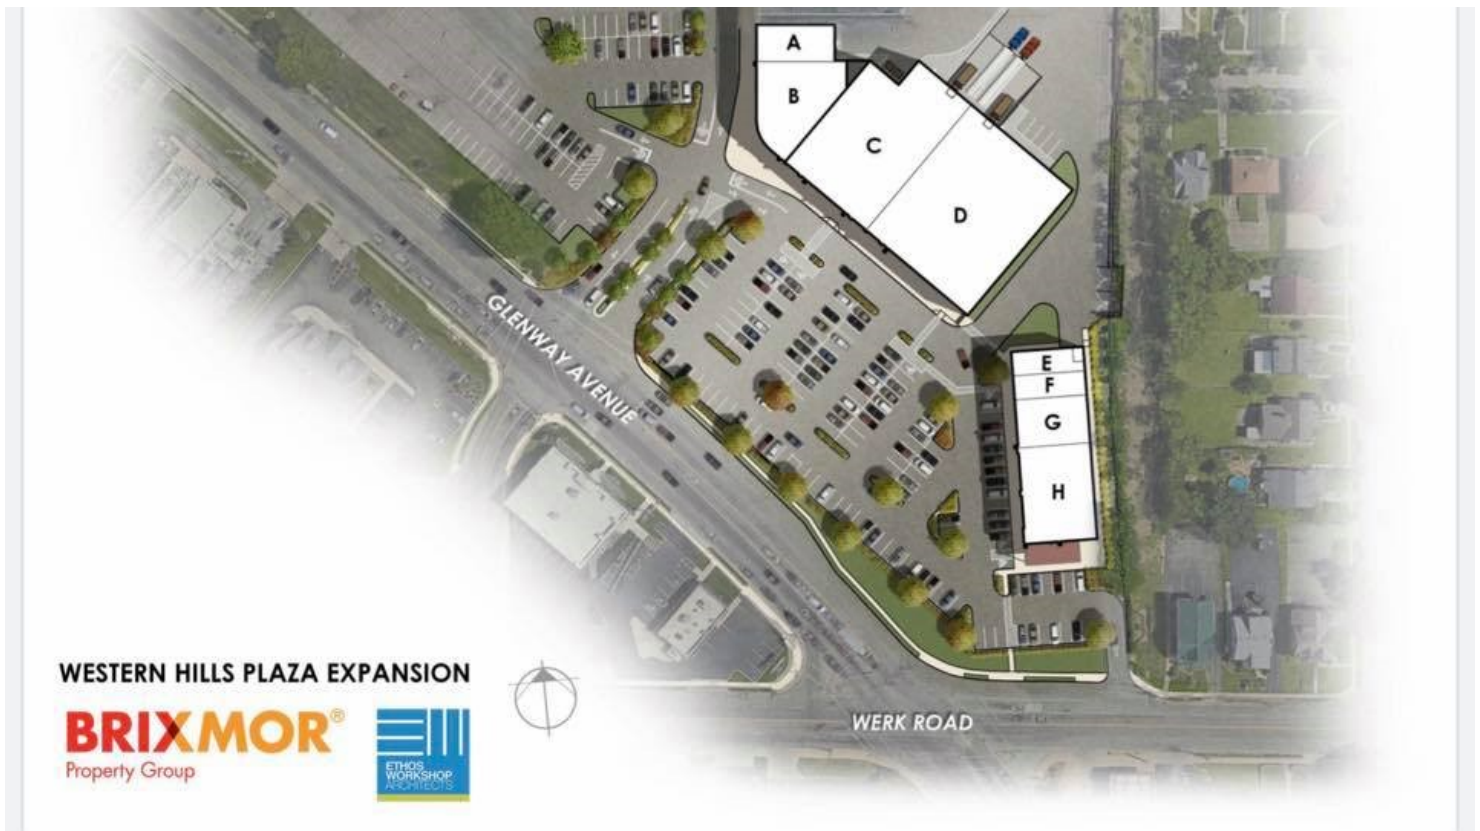 A
B
C
D
E
F
G
H
GLENWAY AVENUE
WERK ROAD
WESTERN HILLS PLAZA EXPANSION
BRIXMOR®
Property Group
ETHOS
WORKSHOP
ARCHITECTS